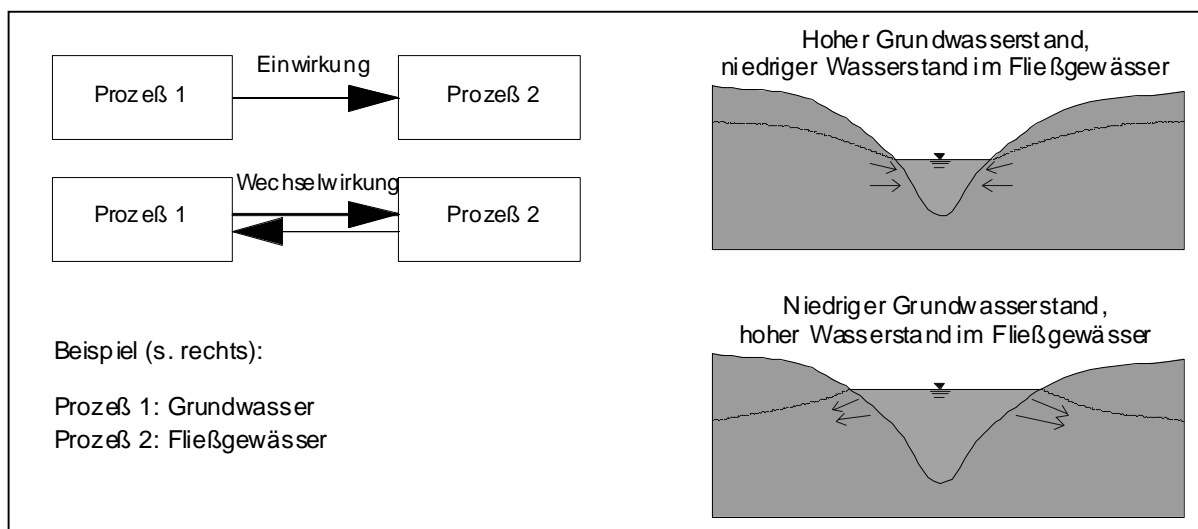 Einwirkung
Prozeß 1
Prozeß 2
Wechselwirkung
Prozeß 1
Prozeß 2
Beispiel (s. rechts):
Prozeß 1: Grundwasser
Prozeß 2: Fließgewässer
Hoher Grundwasserstand,
niedriger Wasserstand im Fließgewässer
Niedriger Grundwasserstand,
hoher Wasserstand im Fließgewässer